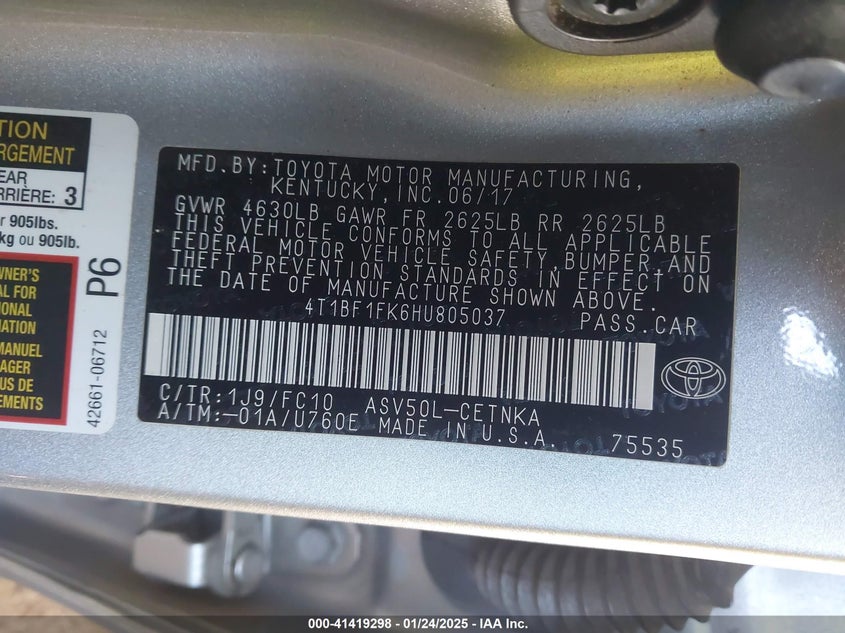 TION
RGEMENT
EAR
RRIÈRE: 3
r 905lbs.
kg ou 905lb.
WNER'S
AL FOR
IONAL
MATION
MANUEL
AGER
US DE
EMENTS
P6
42661-06712
MFD.BY:TOYOTA MOTOR MANUFACTURING,
KENTUCKY,INC.06/17
GVWR 4630LB GAWR FR 2625LB RR 2625LB
THIS VEHICLE CONFORMS TO ALL APPLICABLE
FEDERAL MOTOR VEHICLE SAFETY,BUMPER,AND
THEFT PREVENTION STANDARDS IN EFFECT ON
THE DATE OF MANUFACTURE SHOWN ABOVE.
4T1BF1FK6HU805037 PASS.CAR
C/TR:1J9/FC10 ASV50L-CETNKA
A/TM:-01A/U760E MADE IN U.S.A. 75535
000-41419298 - 01/24/2025 - IAA Inc.